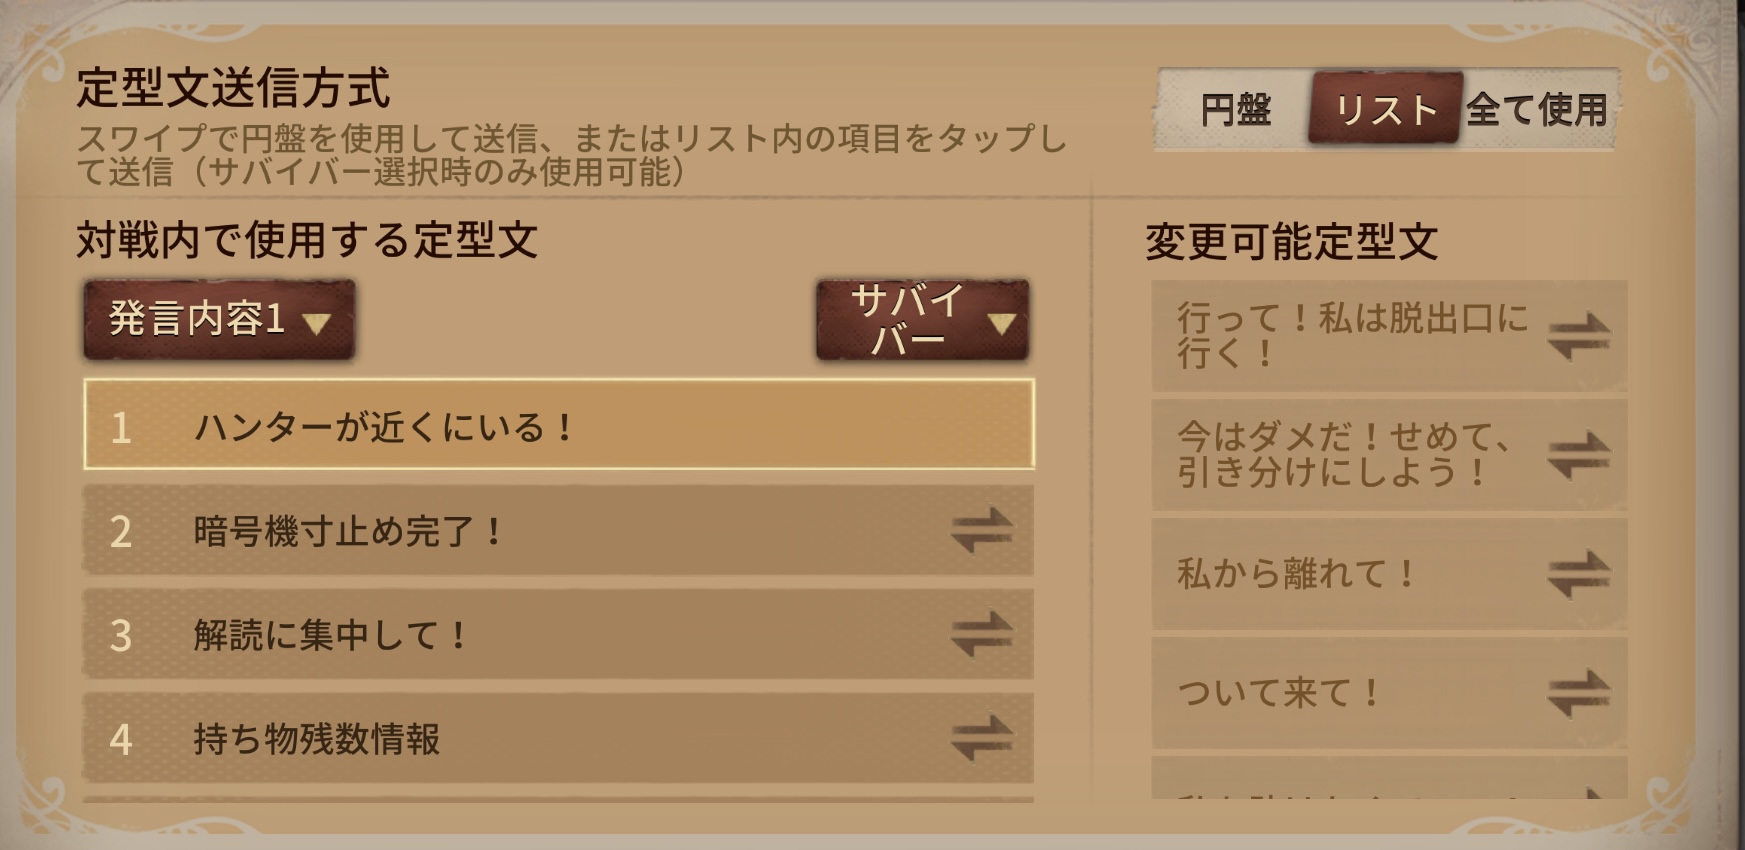 定型文送信方式
円盤
リスト
全て使用
スワイプで円盤を使用して送信、またはリスト内の項目をタップし
て送信（サバイバー選択時のみ使用可能）
対戦内で使用する定型文
発言内容1
サバイ
バー
1 ハンターが近くにいる！
2 暗号機寸止め完了！
3 解読に集中して！
4 持ち物残数情報
変更可能定型文
行って！私は脱出口に
行く！
今はダメだ！せめて、
引き分けにしよう！
私から離れて！
ついて来て！